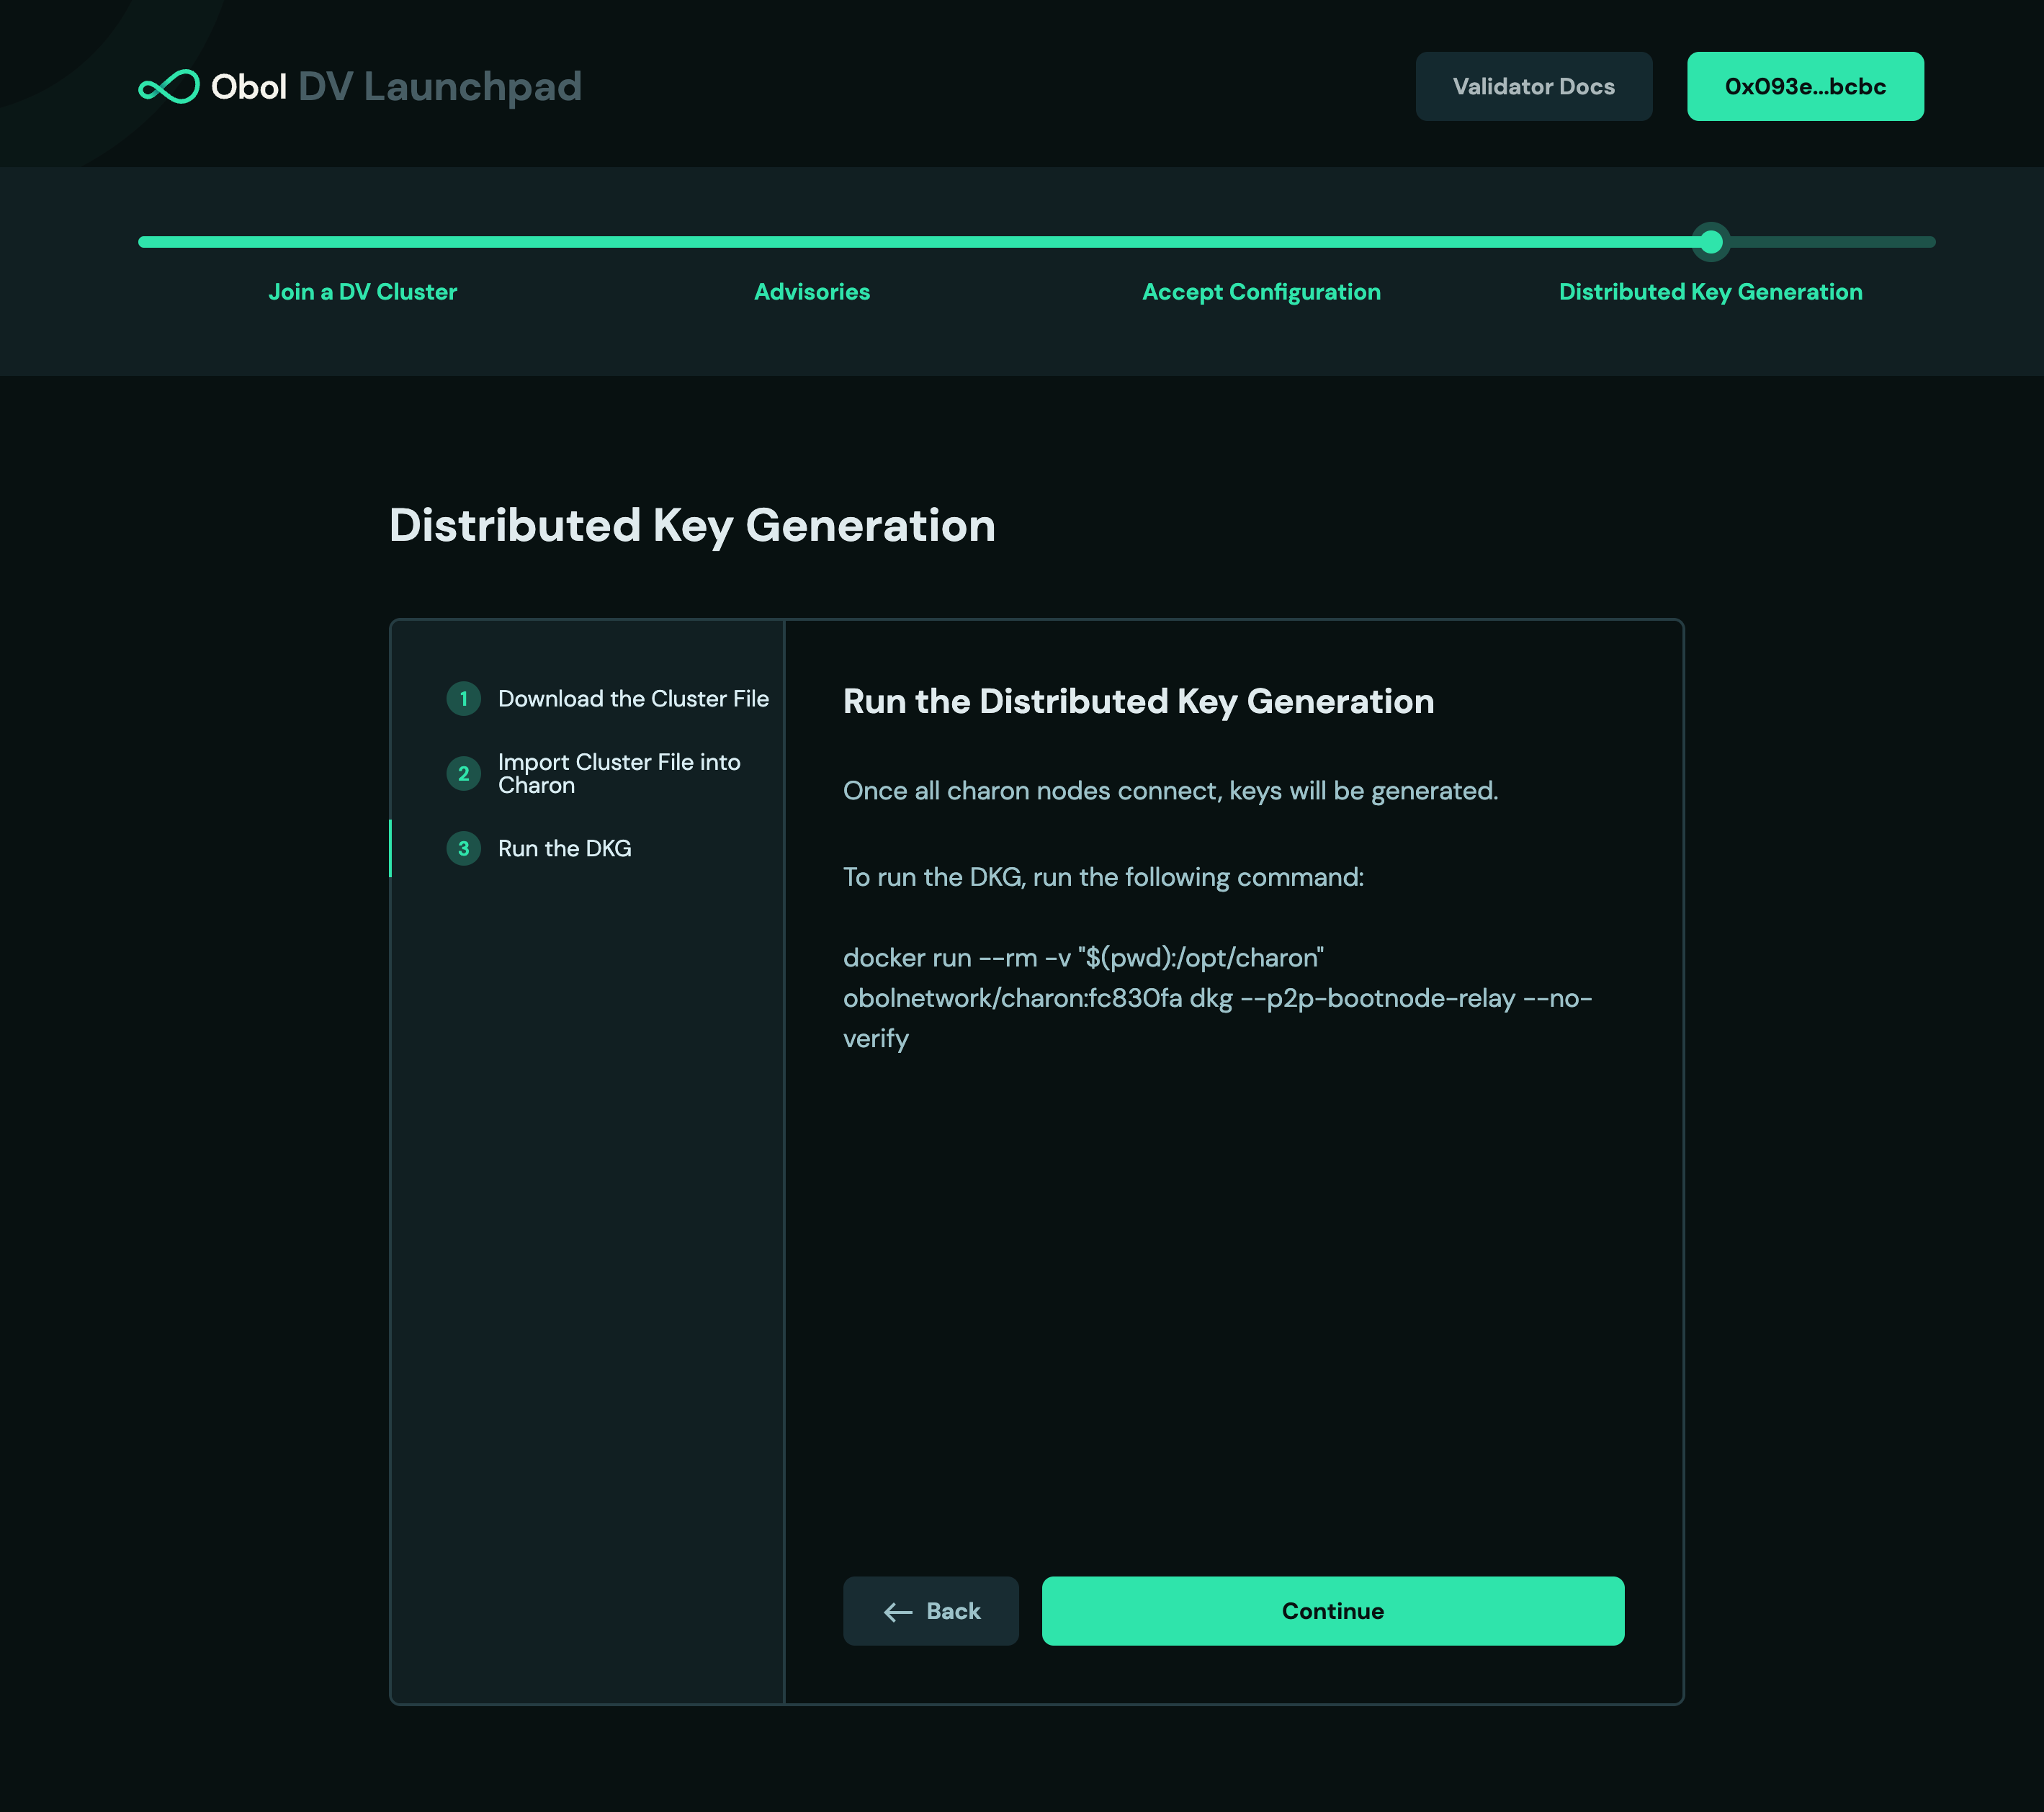 Obol DV Launchpad
Validator Docs
0x093e...bcbc
Join a DV Cluster
Advisories
Accept Configuration
Distributed Key Generation
Distributed Key Generation
1 Download the Cluster File
2 Import Cluster File into
Charon
3 Run the DKG
Run the Distributed Key Generation
Once all charon nodes connect, keys will be generated.
To run the DKG, run the following command:
docker run --rm -v "$(pwd):/opt/charon"
obolnetwork/charon:fc830fa dkg --p2p-bootnode-relay --no-
verify
Back
Continue